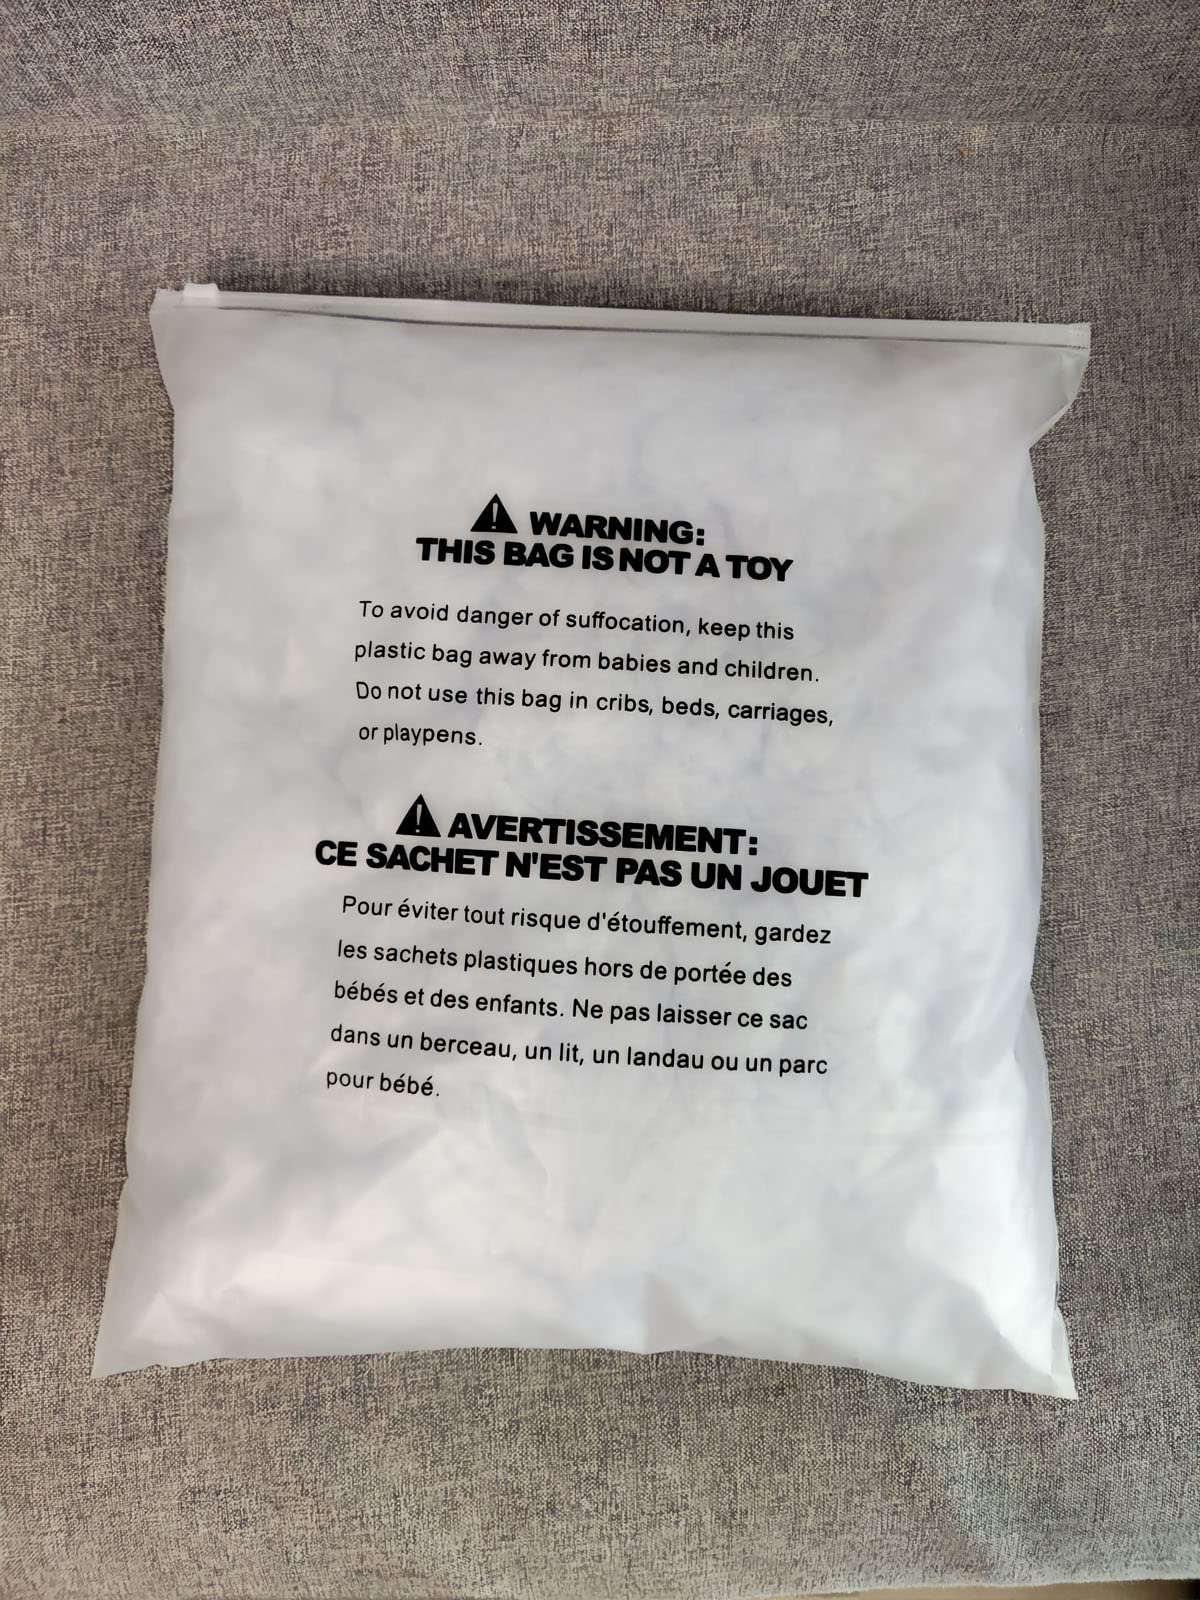 WARNING:
THIS BAG IS NOT A TOY
To avoid danger of suffocation, keep this
plastic bag away from babies and children.
Do not use this bag in cribs, beds, carriages,
or playpens.
AVERTISSEMENT:
CE SACHET N'EST PAS UN JOUET
Pour éviter tout risque d'étouffement, gardez
les sachets plastiques hors de portée des
bébés et des enfants. Ne pas laisser ce sac
dans un berceau, un lit, un landau ou un parc
pour bébé.